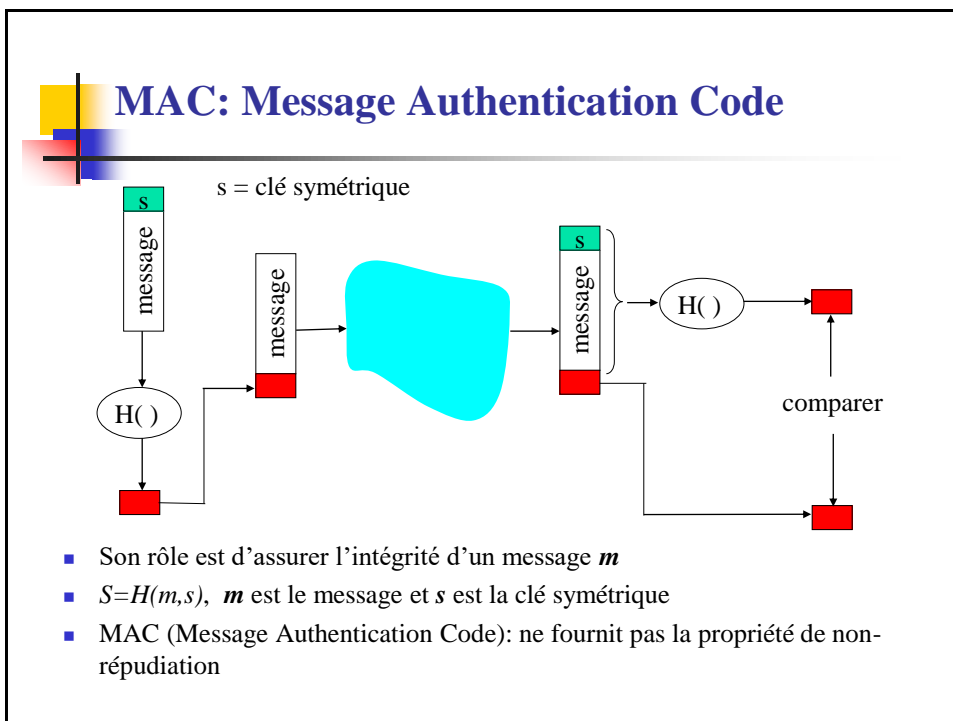 MAC: Message Authentication Code
s = clé symétrique
s
message
H( )
message
s
message
H( )
comparer
Son rôle est d'assurer l'intégrité d'un message m
S=H(m,s), m est le message et s est la clé symétrique
MAC (Message Authentication Code): ne fournit pas la propriété de non-
répudiation